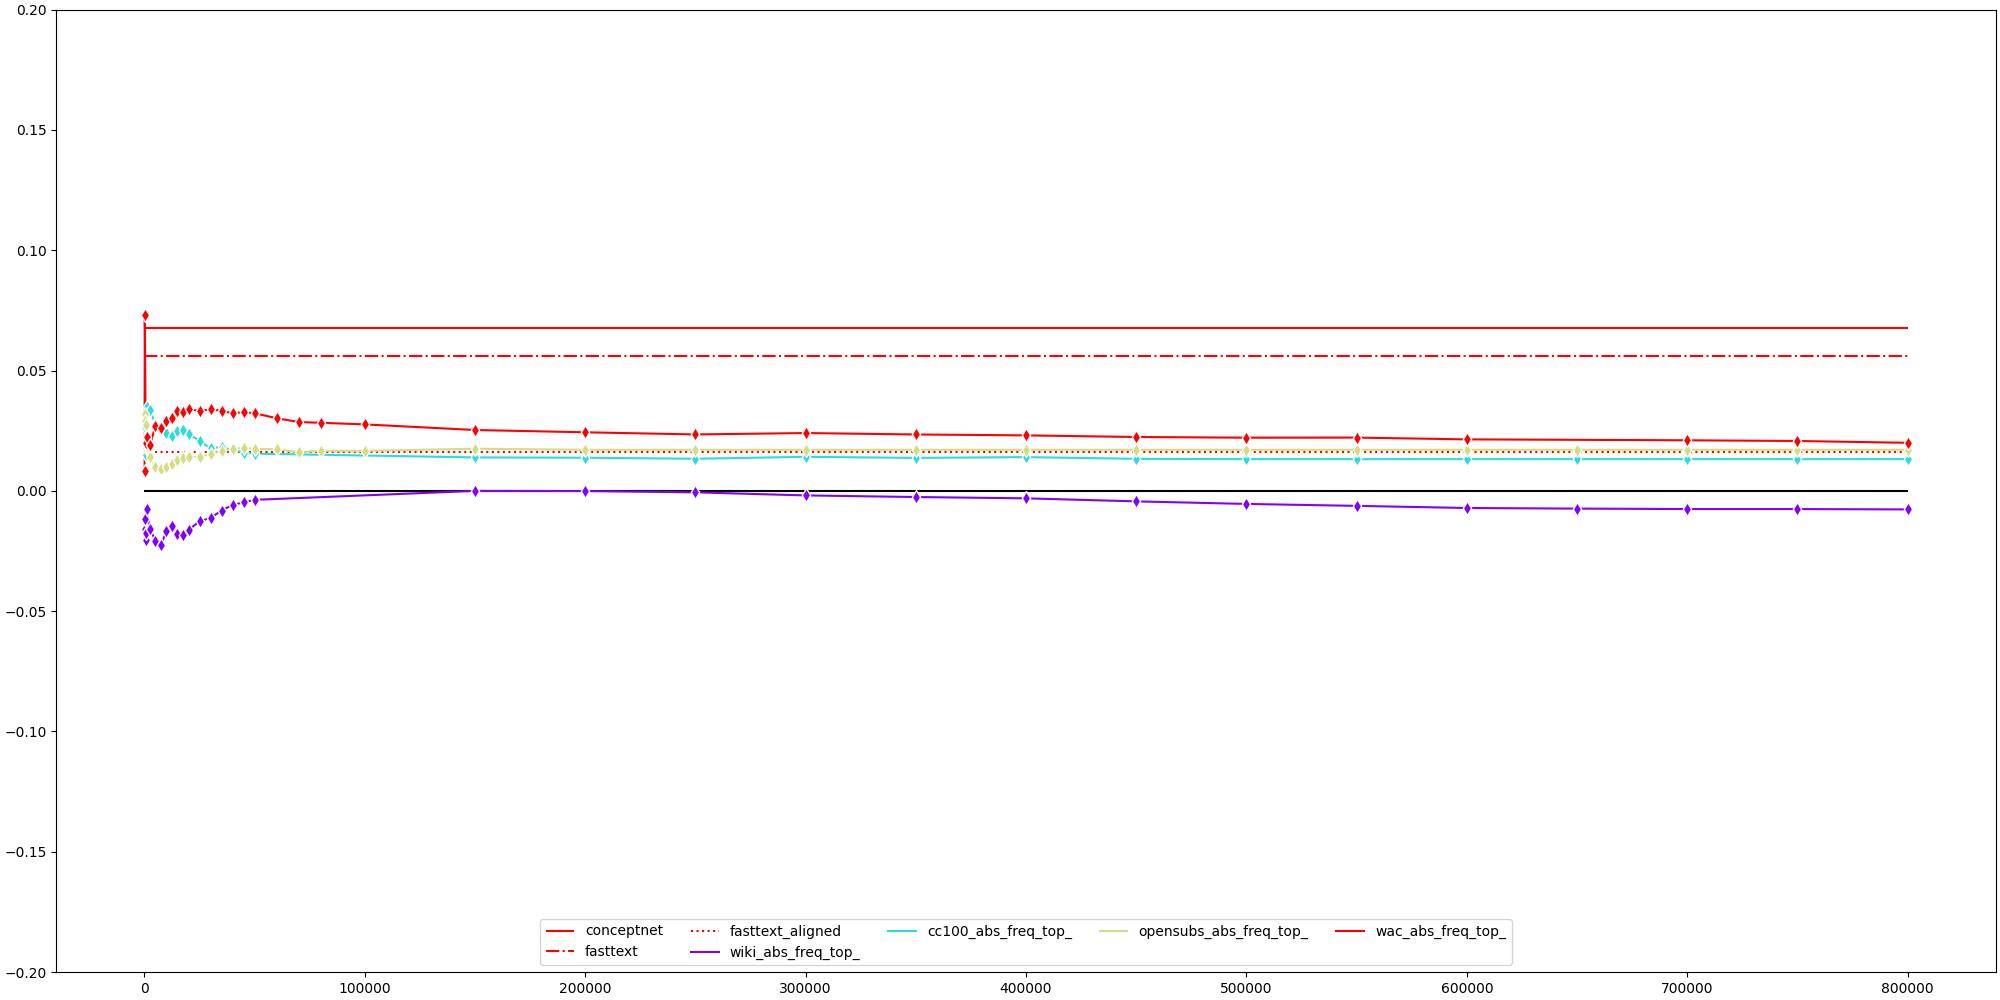 0.20
0.15
0.10
0.05
0.00
−0.05
−0.10
−0.15
−0.20
conceptnet
fasttext
fasttext_aligned
wiki_abs_freq_top_
cc100_abs_freq_top_
opensubs_abs_freq_top_
wac_abs_freq_top_
0 100000 200000 300000 400000 500000 600000 700000 800000